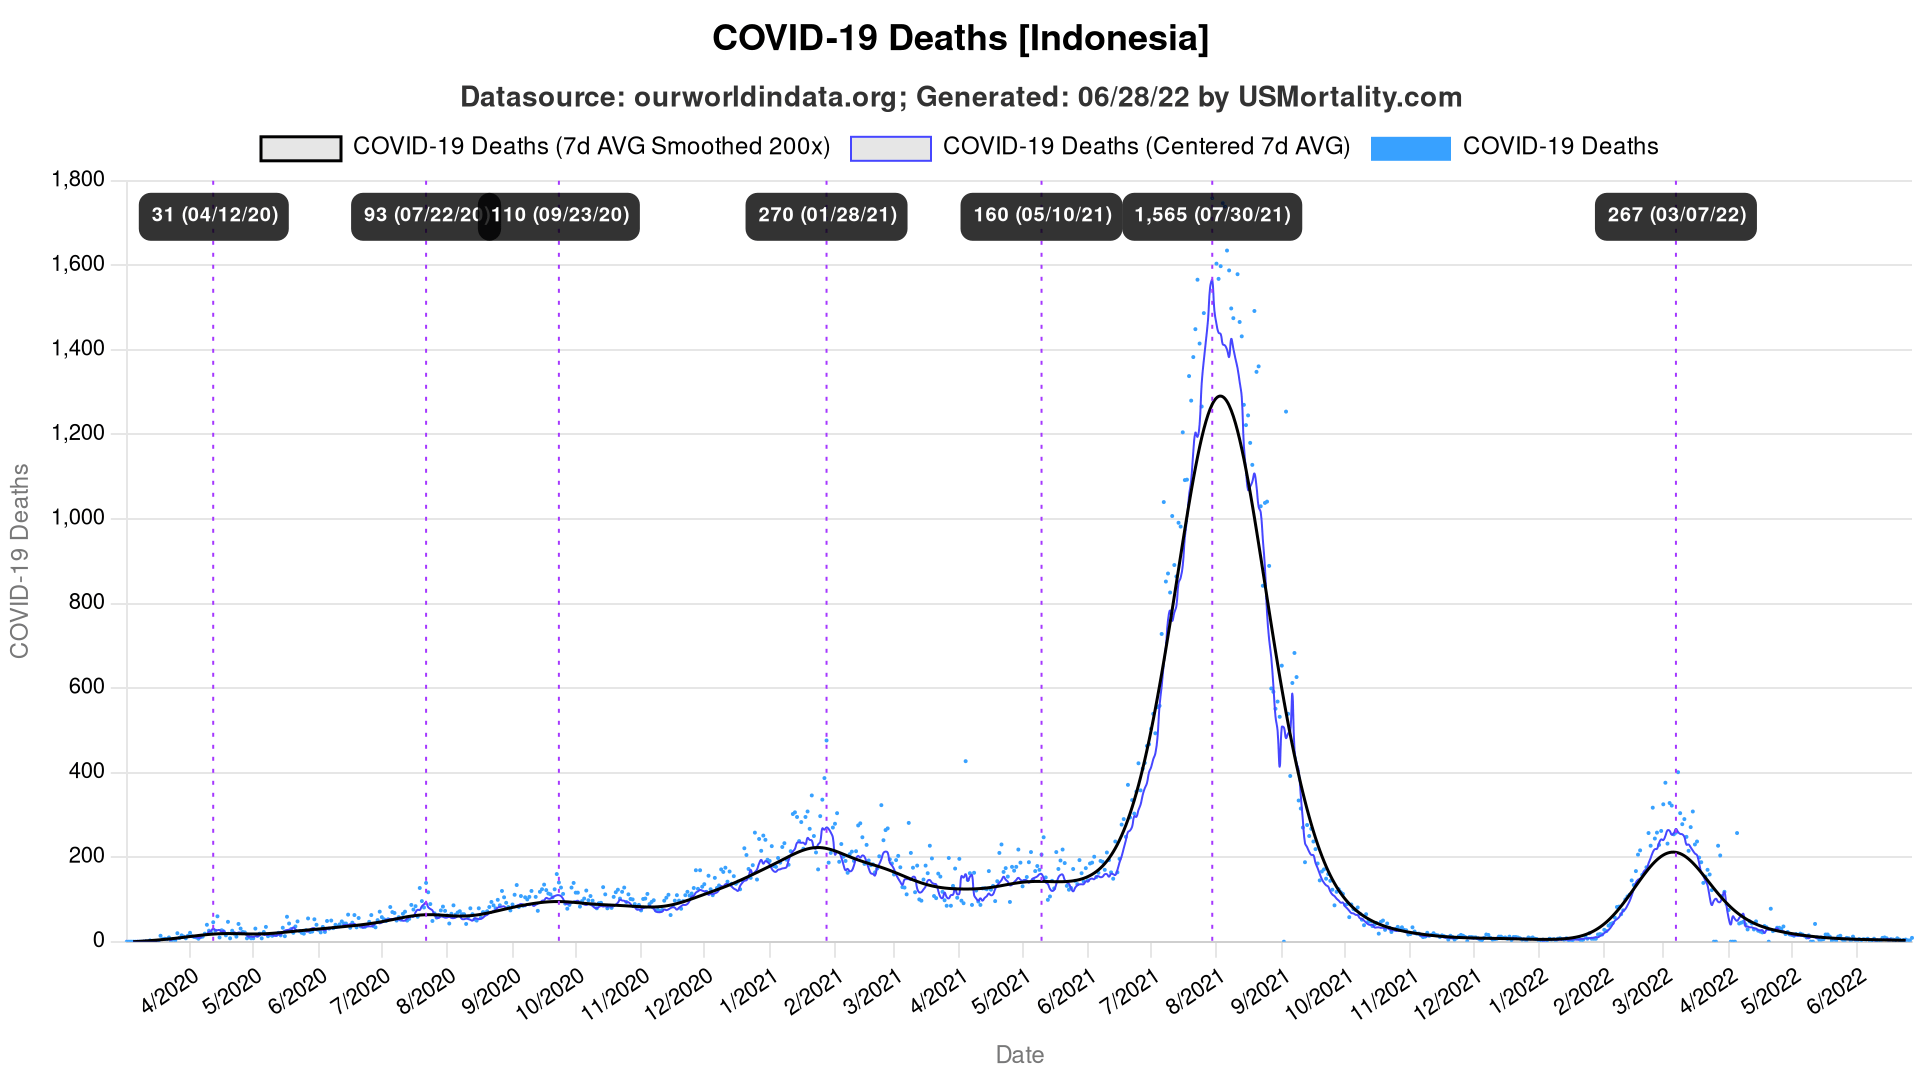 COVID-19 Deaths [Indonesia]
Datasource: ourworldindata.org; Generated: 06/28/22 by USMortality.com
COVID-19 Deaths (7d AVG Smoothed 200x) COVID-19 Deaths (Centered 7d AVG) COVID-19 Deaths
31 (04/12/20) 93 (07/22/20) 110 (09/23/20) 270 (01/28/21) 160 (05/10/21) 1,565 (07/30/21) 267 (03/07/22)
1,800
1,600
1,400
1,200
1,000
800
600
400
200
0
COVID-19 Deaths
4/2020 5/2020 6/2020 7/2020 8/2020 9/2020 10/2020 11/2020 12/2020 1/2021 2/2021 3/2021 4/2021 5/2021 6/2021 7/2021 8/2021 9/2021 10/2021 11/2021 12/2021 1/2022 2/2022 3/2022 4/2022 5/2022 6/2022
Date